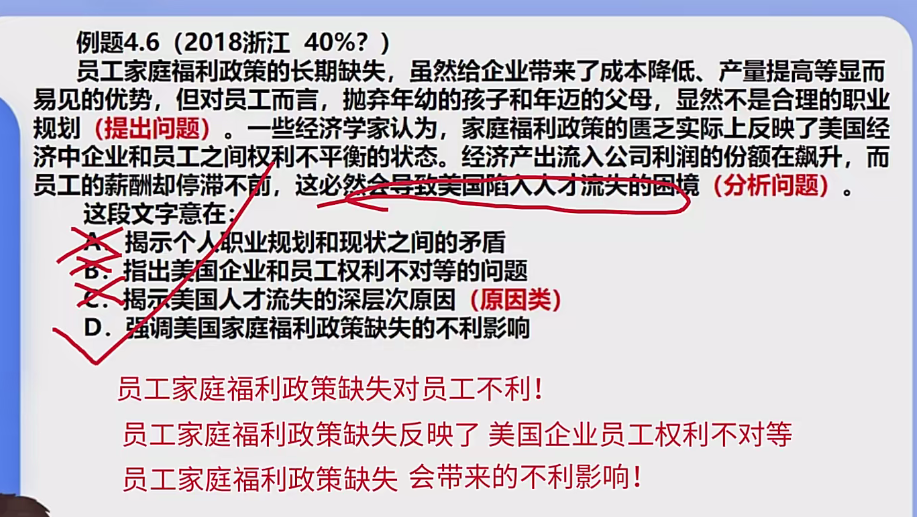 例题4.6（2018浙江 40%？）
员工家庭福利政策的长期缺失，虽然给企业带来了成本降低、产量提高等显而
易见的优势，但对员工而言，抛弃年幼的孩子和年迈的父母，显然不是合理的职业
规划（提出问题）。一些经济学家认为，家庭福利政策的匮乏实际上反映了美国经
济中企业和员工之间权利不平衡的状态。经济产出流入公司利润的份额在飙升，而
员工的薪酬却停滞不前，这必然会导致美国陷入人才流失的困境（分析问题）。
这段文字意在：
A．揭示个人职业规划和现状之间的矛盾
B．指出美国企业和员工权利不对等的问题
C．揭示美国人才流失的深层次原因（原因类）
D．强调美国家庭福利政策缺失的不利影响
员工家庭福利政策缺失对员工不利！
员工家庭福利政策缺失反映了 美国企业员工权利不对等
员工家庭福利政策缺失 会带来的不利影响！